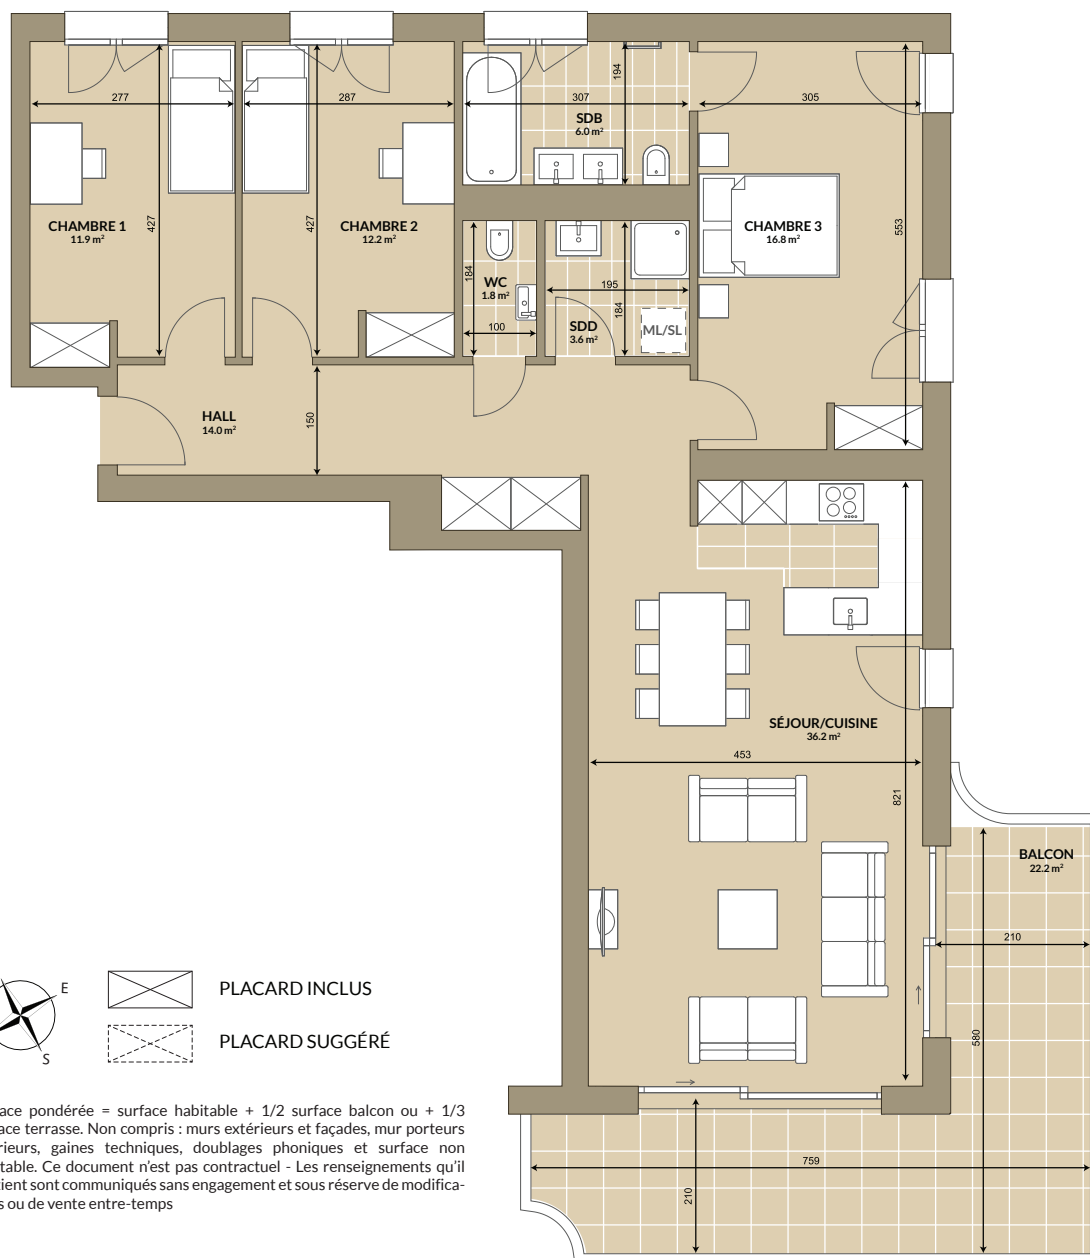 277
287
307
194
305
SDB
6.0 m²
CHAMBRE 1
11.9 m²
427
427
CHAMBRE 2
12.2 m²
CHAMBRE 3
16.8 m²
553
184
WC
1.8 m²
100
195
184
SDD
3.6 m²
ML/SL
HALL
14.0 m²
150
SÉJOUR/CUISINE
36.2 m²
453
821
BALCON
22.2 m²
210
580
759
210
E
S
PLACARD INCLUS
PLACARD SUGGÉRÉ
ace pondérée = surface habitable + 1/2 surface balcon ou + 1/3
ace terrasse. Non compris : murs extérieurs et façades, mur porteurs
rieurs, gaines techniques, doublages phoniques et surface non
table. Ce document n'est pas contractuel - Les renseignements qu'il
tient sont communiqués sans engagement et sous réserve de modifica-
s ou de vente entre-temps